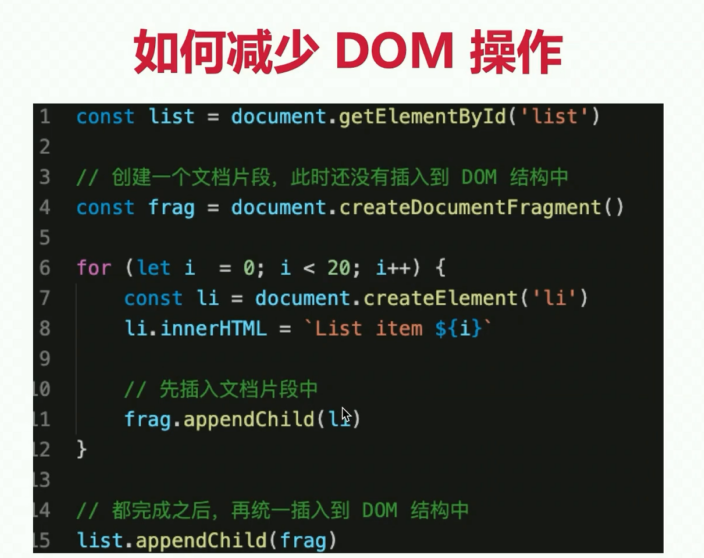 如何减少 DOM 操作
1 const list = document.getElementById('list')
2
3 // 创建一个文档片段，此时还没有插入到 DOM 结构中
4 const frag = document.createDocumentFragment()
5
6 for (let i  = 0; i < 20; i++) {
7     const li = document.createElement('li')
8     li.innerHTML = `List item ${i}`
9
10     // 先插入文档片段中
11     frag.appendChild(li)
12 }
13
14 // 都完成之后，再统一插入到 DOM 结构中
15 list.appendChild(frag)